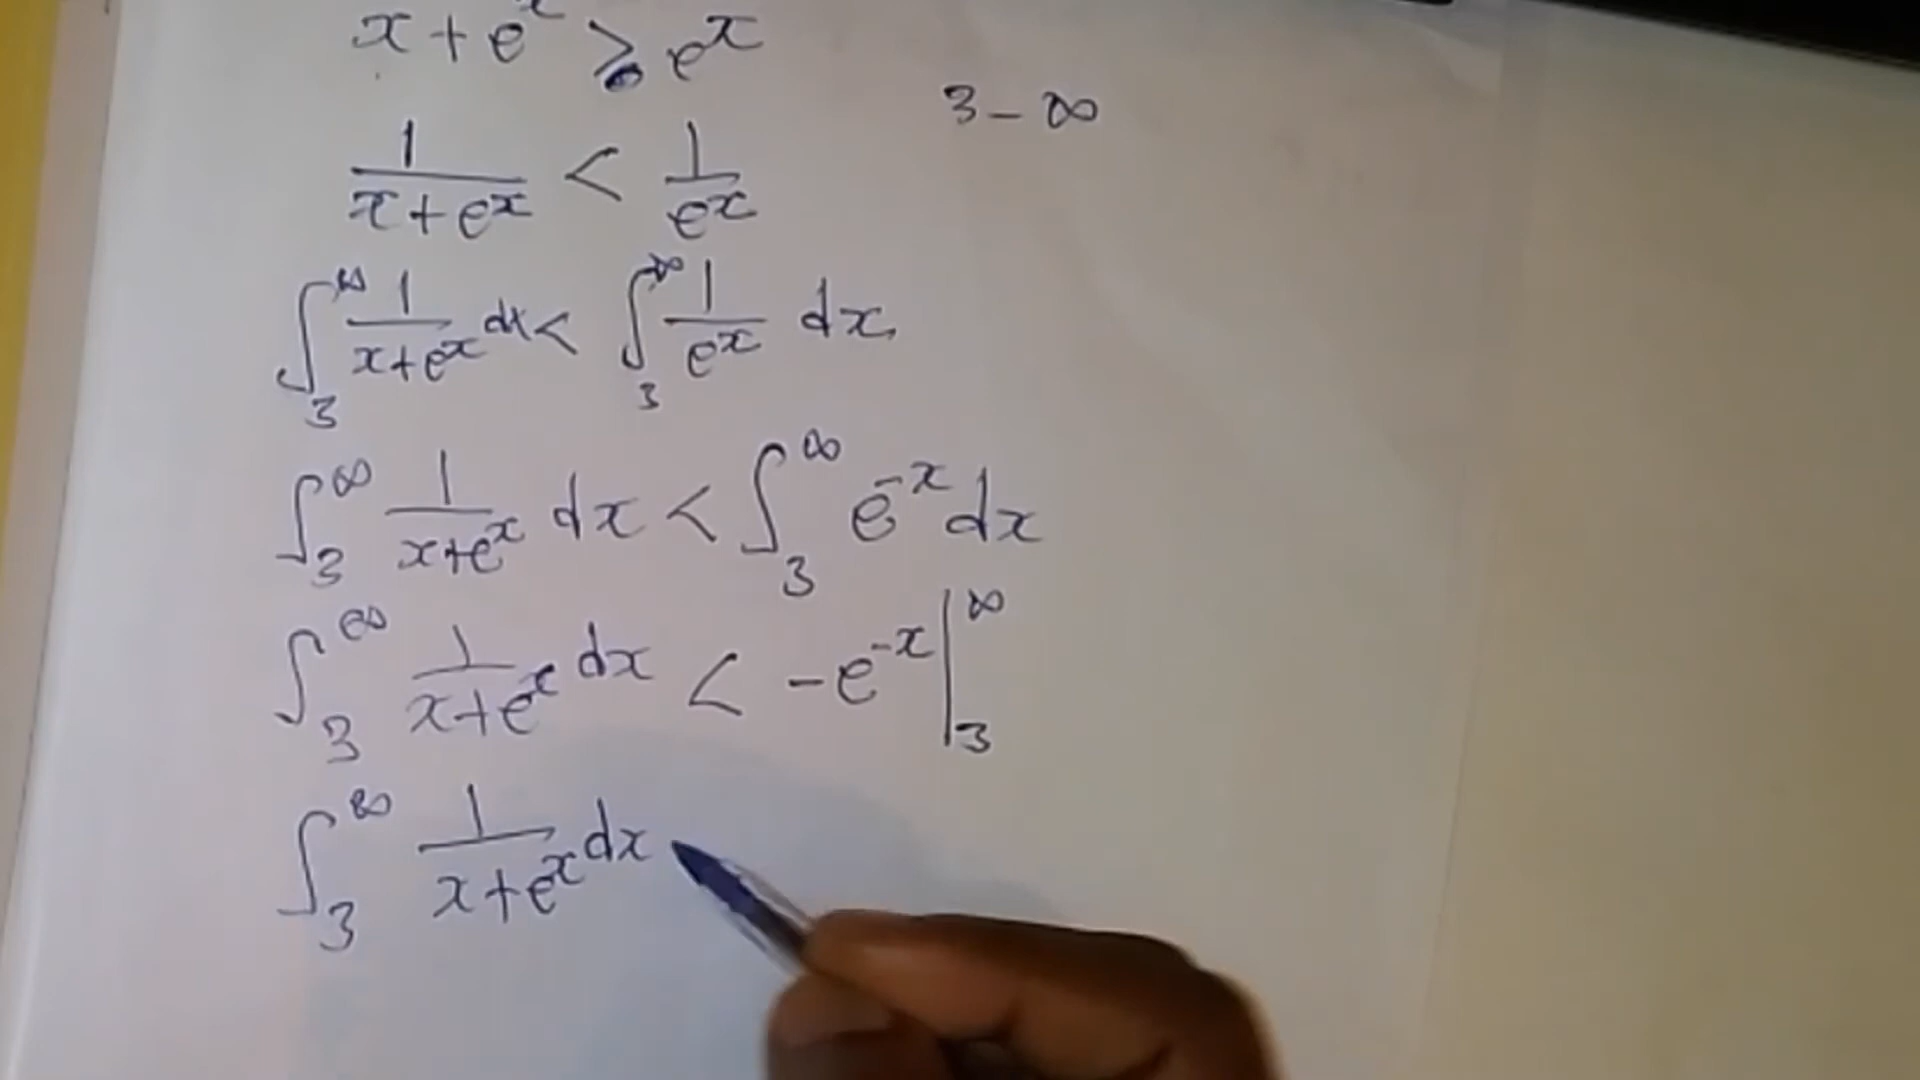 x + e^x ≥ e^x
3 - ∞
1/(x+e^x) < 1/e^x
∫_3^∞ 1/(x+e^x) dx < ∫_3^∞ 1/e^x dx
∫_3^∞ 1/(x+e^x) dx < ∫_3^∞ e^-x dx
∫_3^∞ 1/(x+e^x) dx < -e^-x |_3^∞
∫_3^∞ 1/(x+e^x) dx